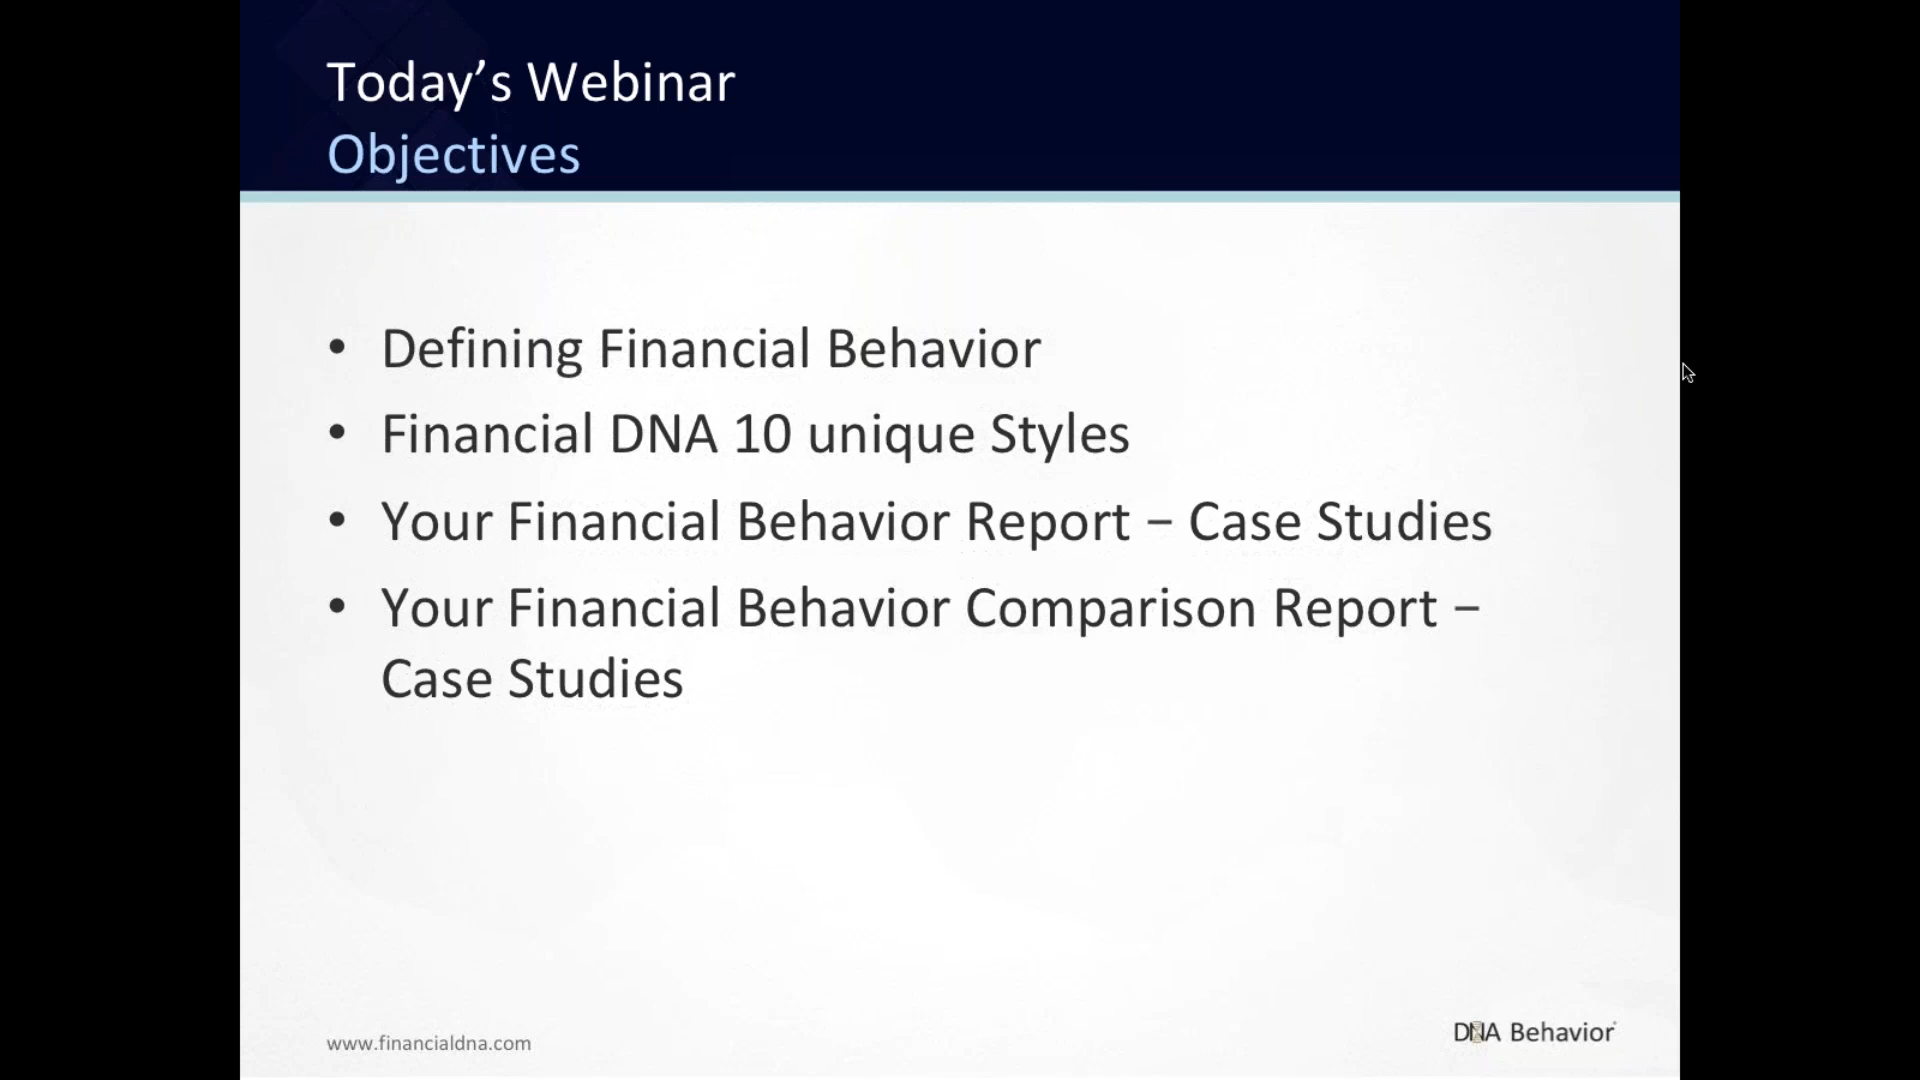 Today’s Webinar
Objectives
• Defining Financial Behavior
• Financial DNA 10 unique Styles
• Your Financial Behavior Report – Case Studies
• Your Financial Behavior Comparison Report –
Case Studies
www.financialdna.com
DNA Behavior